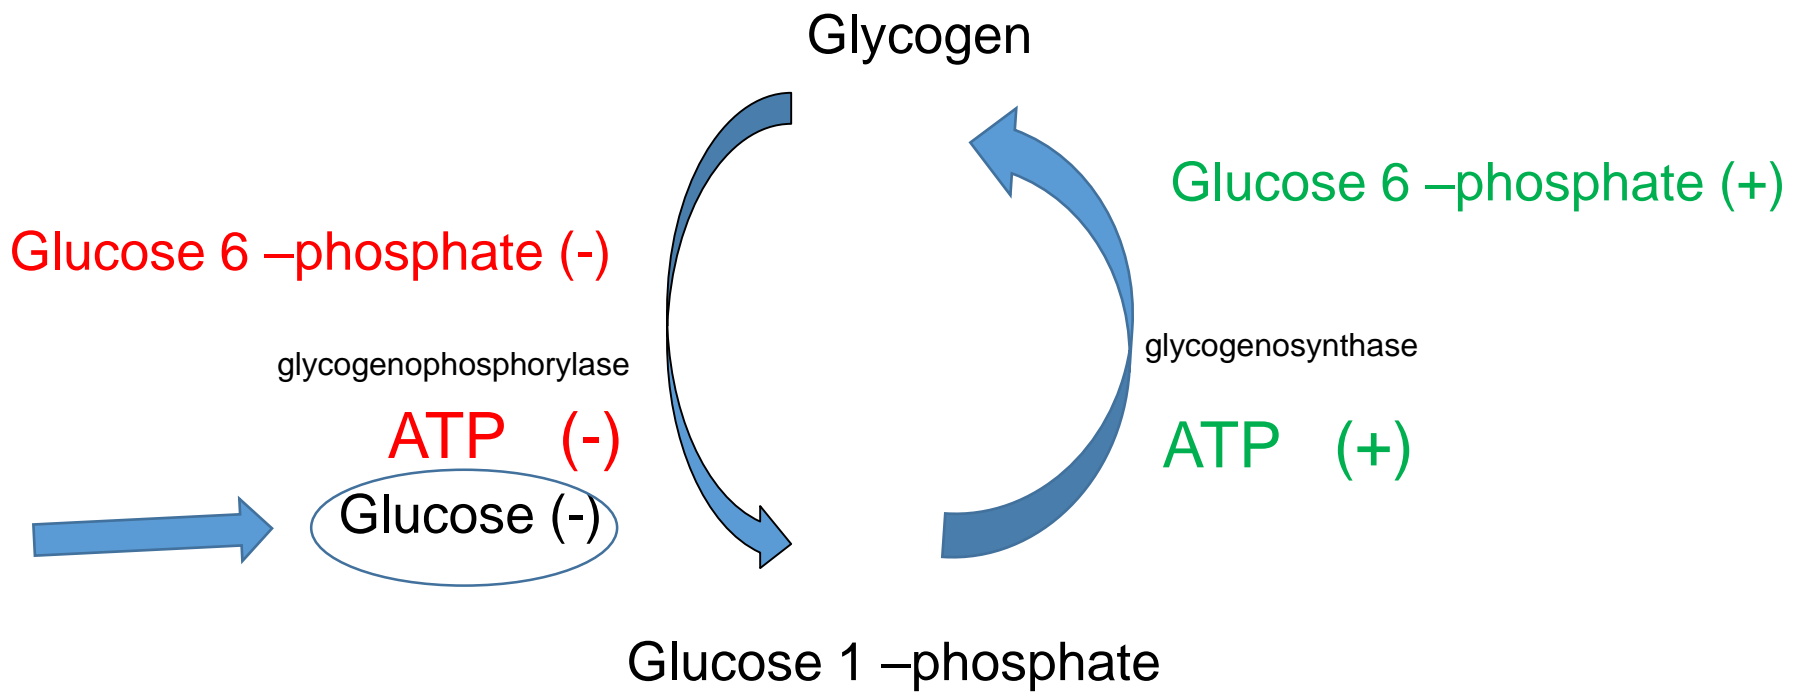 Glycogen
Glucose 6 –phosphate (+)
Glucose 6 –phosphate (-)
glycogenosynthase
glycogenophosphorylase
ATP (-)
ATP (+)
Glucose (-)
Glucose 1 –phosphate